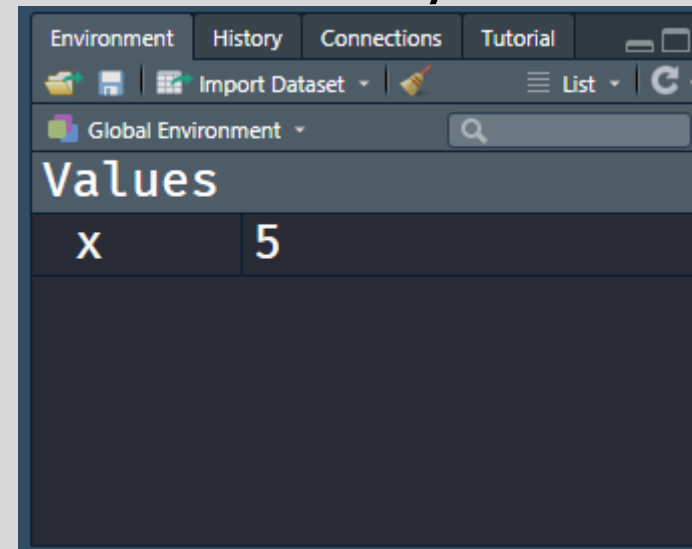 Environment History Connections Tutorial
Import Dataset List
Global Environment
Values
x 5